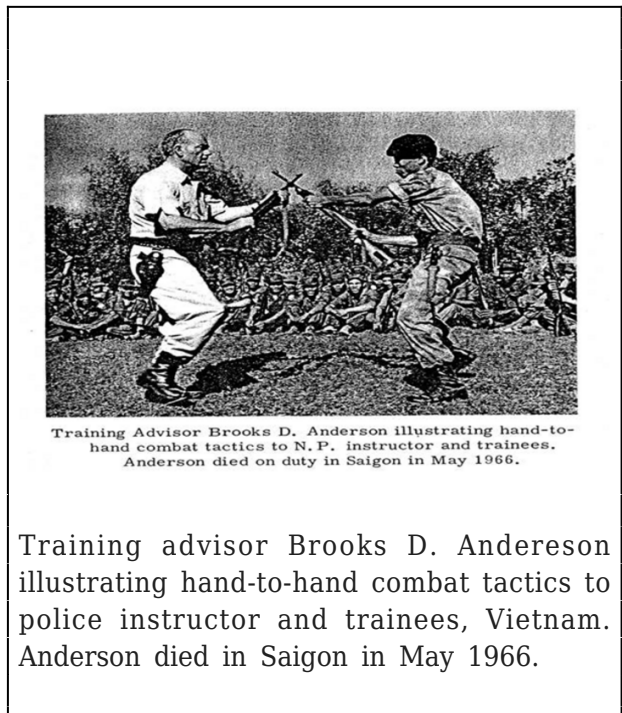 Training Advisor Brooks D. Anderson illustrating hand-to-
hand combat tactics to N. P. instructor and trainees.
Anderson died on duty in Saigon in May 1966.
Training advisor Brooks D. Andereson
illustrating hand-to-hand combat tactics to
police instructor and trainees, Vietnam.
Anderson died in Saigon in May 1966.